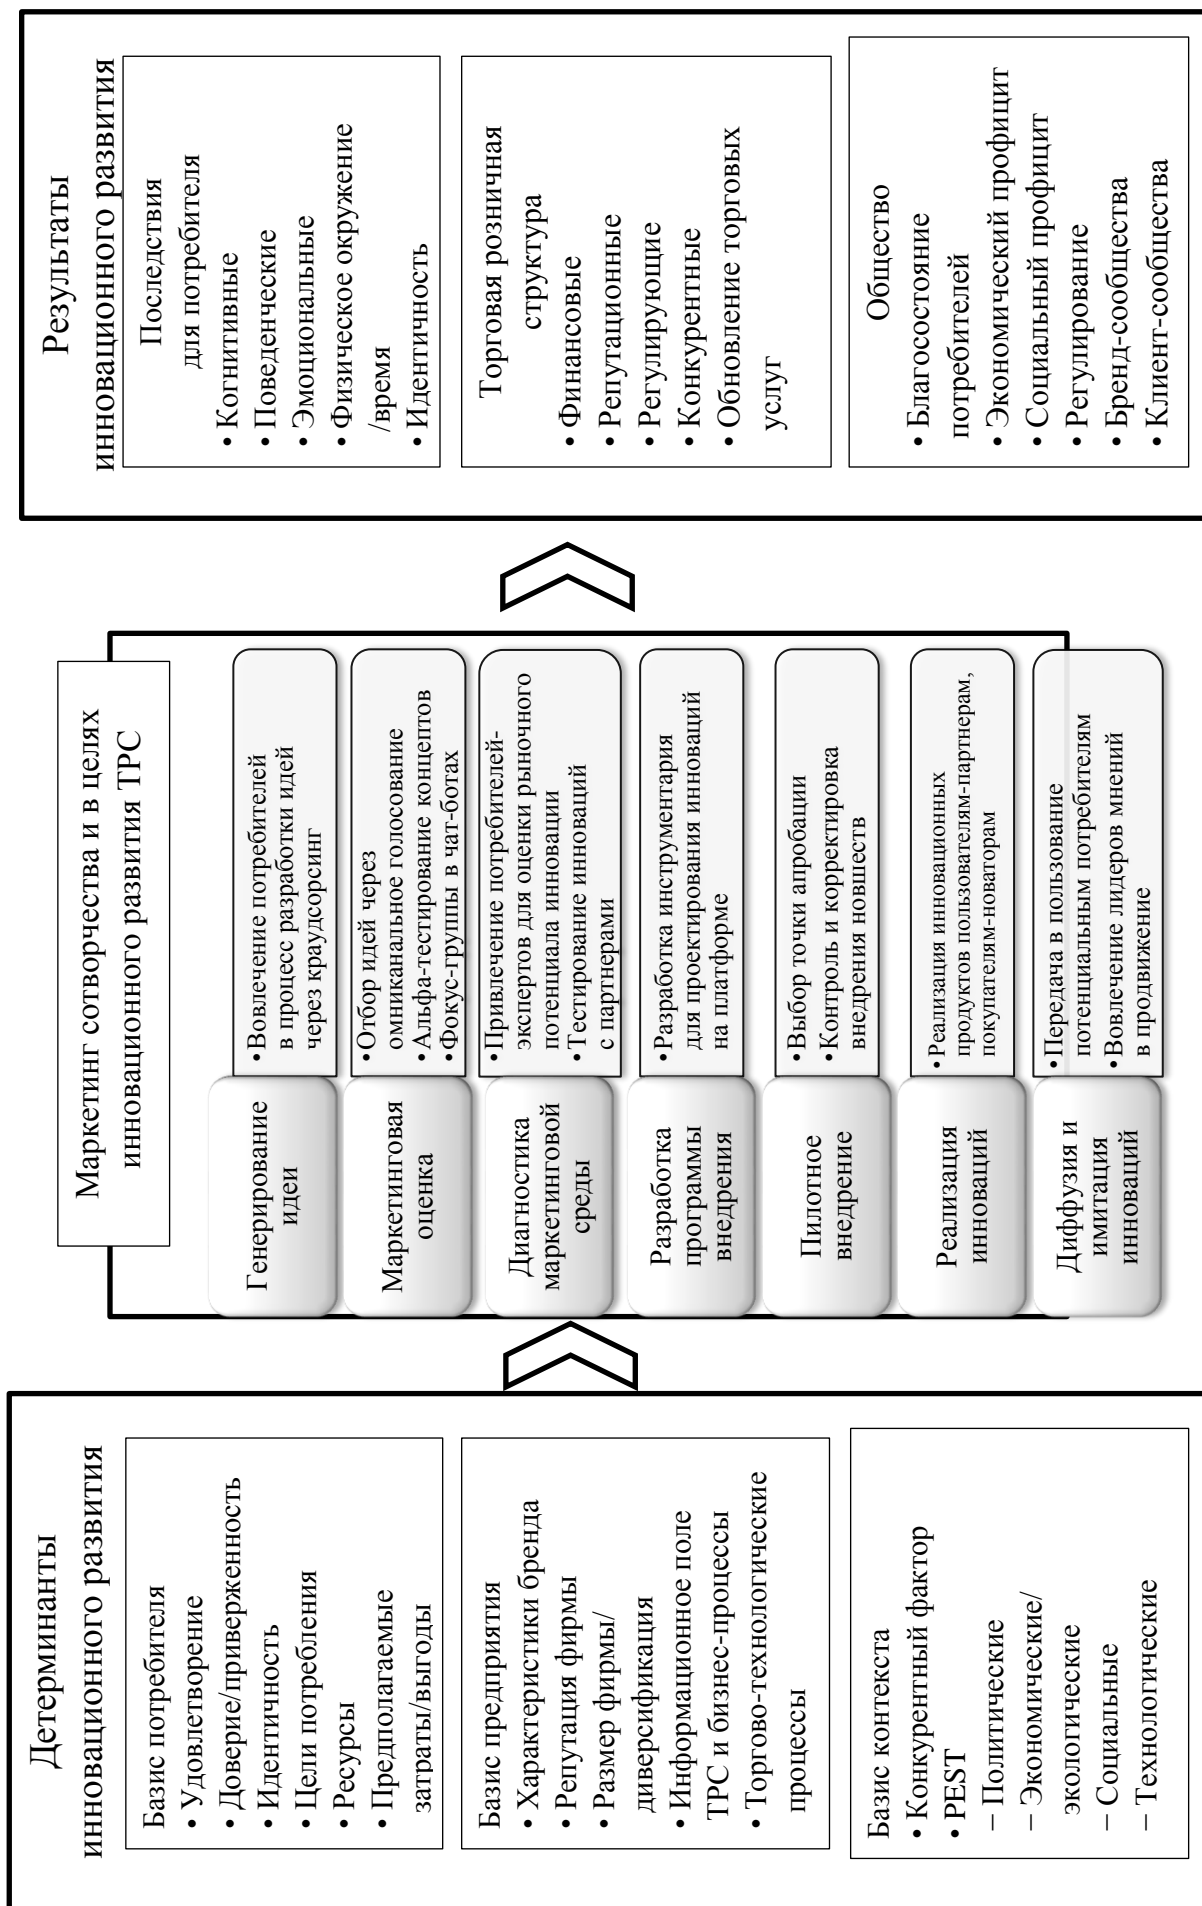 Детерминанты
инновационного развития
Базис потребителя
• Удовлетворение
• Доверие/приверженность
• Идентичность
• Цели потребления
• Ресурсы
• Предполагаемые
затраты/выгоды
Базис предприятия
• Характеристики бренда
• Репутация фирмы
• Размер фирмы/
диверсификация
• Информационное поле
ТРС и бизнес-процессы
• Торгово-технологические
процессы
Базис контекста
• Конкурентный фактор
• PEST
– Политические
– Экономические/
экологические
– Социальные
– Технологические
Маркетинг сотворчества и в целях
инновационного развития ТРС
Генерирование
идеи
• Вовлечение потребителей
в процесс разработки идей
через краудсорсинг
Маркетинговая
оценка
• Отбор идей через
омниканальное голосование
• Альфа-тестирование концептов
• Фокус-группы в чат-ботах
Диагностика
маркетинговой
среды
• Привлечение потребителей-
экспертов для оценки рыночного
потенциала инновации
• Тестирование инноваций
с партнерами
Разработка
программы
внедрения
• Разработка инструментария
для проектирования инноваций
на платформе
Пилотное
внедрение
• Выбор точки апробации
• Контроль и корректировка
внедрения новшеств
Реализация
инноваций
• Реализация инновационных
продуктов пользователям-партнерам,
покупателям-новаторам
Диффузия и
имитация
инноваций
• Передача в пользование
потенциальным потребителям
• Вовлечение лидеров мнений
в продвижение
Результаты
инновационного развития
Последствия
для потребителя
• Когнитивные
• Поведенческие
• Эмоциональные
• Физическое окружение
/время
• Идентичность
Торговая розничная
структура
• Финансовые
• Репутационные
• Регулирующие
• Конкурентные
• Обновление торговых
услуг
Общество
• Благосостояние
потребителей
• Экономический профицит
• Социальный профицит
• Регулирование
• Бренд-сообщества
• Клиент-сообщества